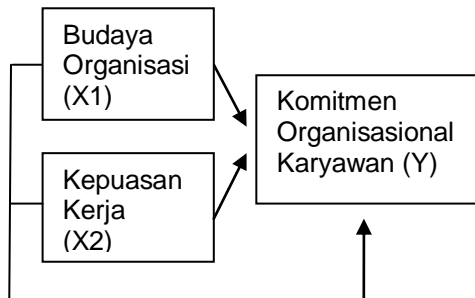 Budaya
Organisasi
(X1)
Komitmen
Organisasional
Karyawan (Y)
Kepuasan
Kerja
(X2)